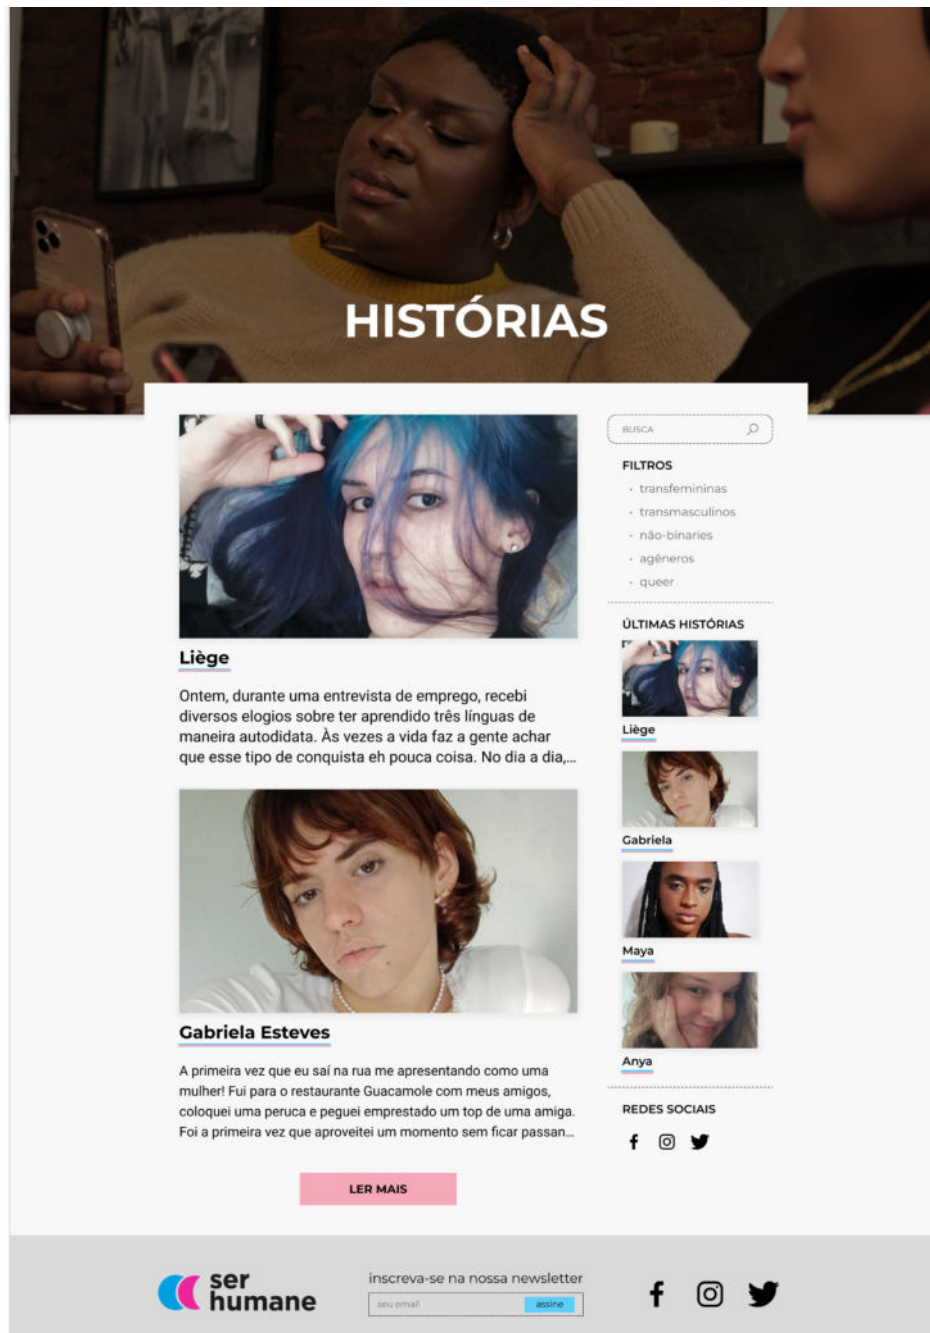 HISTÓRIAS
Liège
Ontem, durante uma entrevista de emprego, recebi
diversos elogios sobre ter aprendido três línguas de
maneira autodidata. Às vezes a vida faz a gente achar
que esse tipo de conquista eh pouca coisa. No dia a dia,...
Gabriela Esteves
A primeira vez que eu saí na rua me apresentando como uma
mulher! Fui para o restaurante Guacamole com meus amigos,
coloquei uma peruca e peguei emprestado um top de uma amiga.
Foi a primeira vez que aproveitei um momento sem ficar passan...
LER MAIS
BUSCA
FILTROS
• transfemininas
• transmasculinos
• não-binaries
• agêneros
• queer
ÚLTIMAS HISTÓRIAS
Liège
Gabriela
Maya
Anya
REDES SOCIAIS
ser
humane
inscreva-se na nossa newsletter
seu email
assine